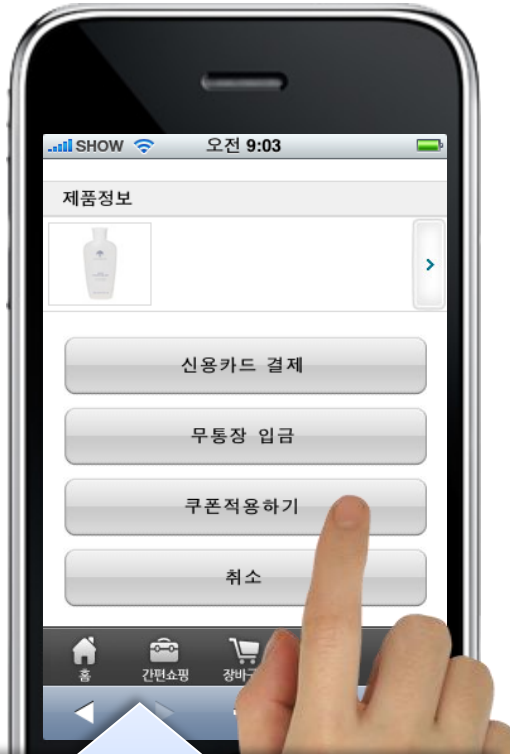 SHOW 오전 9:03
제품정보
신용카드 결제
무통장 입금
쿠폰적용하기
취소
홈 간편쇼핑